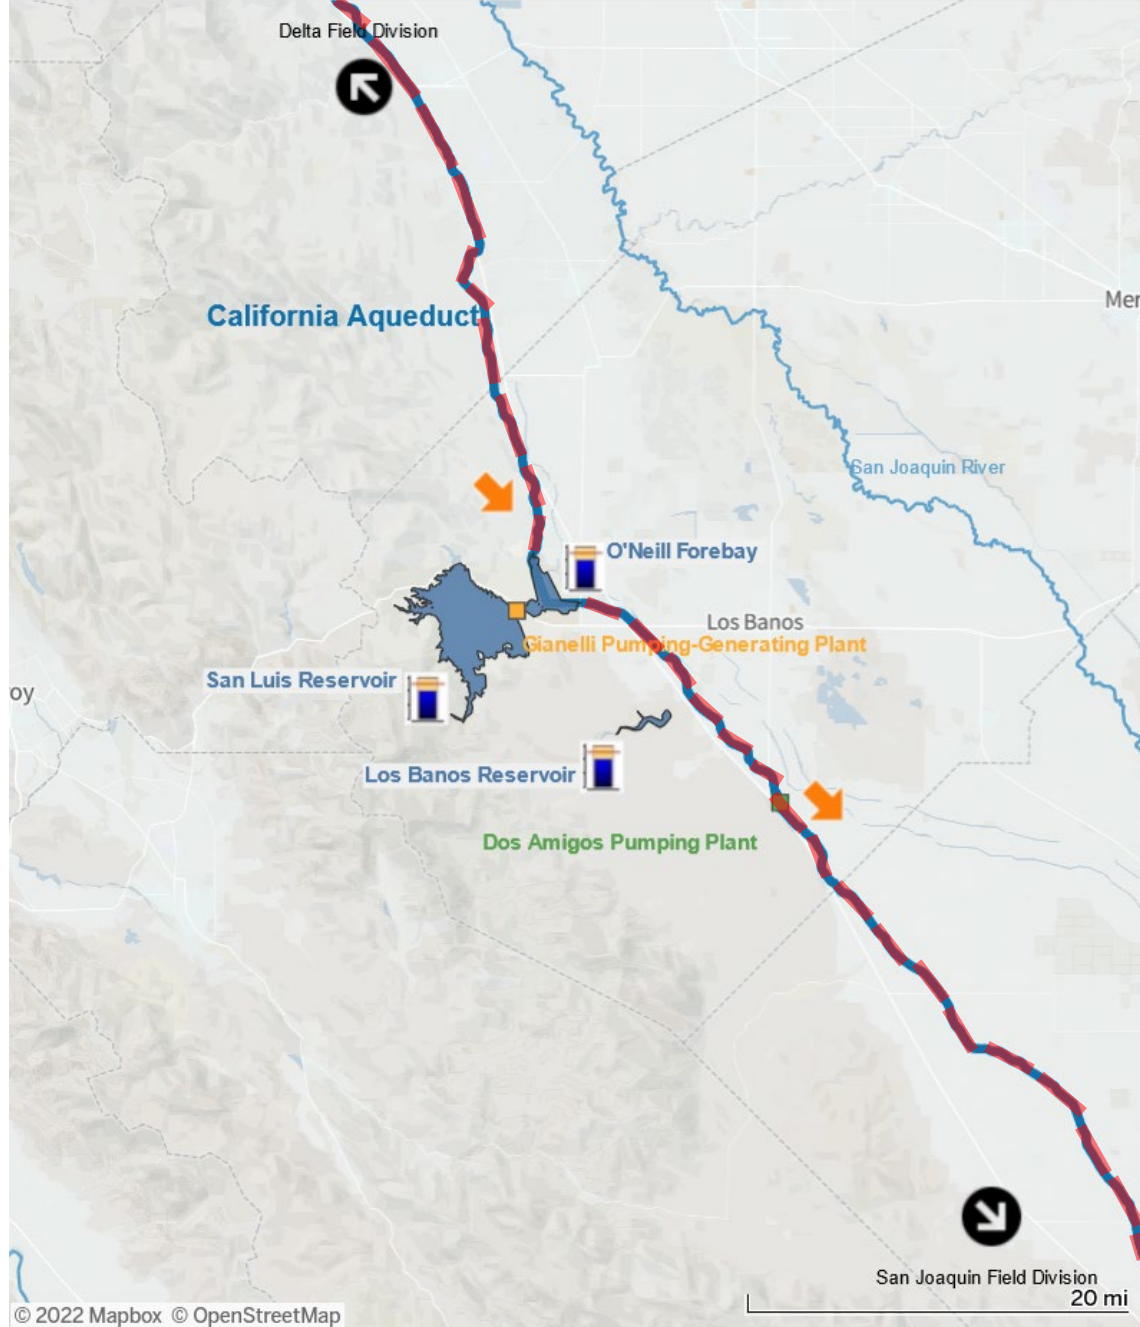 Delta Field Division
Mer
California Aqueduct
San Joaquin River
O'Neill Forebay
Los Banos
Gianelli Pumping-Generating Plant
San Luis Reservoir
oy
Los Banos Reservoir
Dos Amigos Pumping Plant
San Joaquin Field Division
20 mi
© 2022 Mapbox © OpenStreetMap